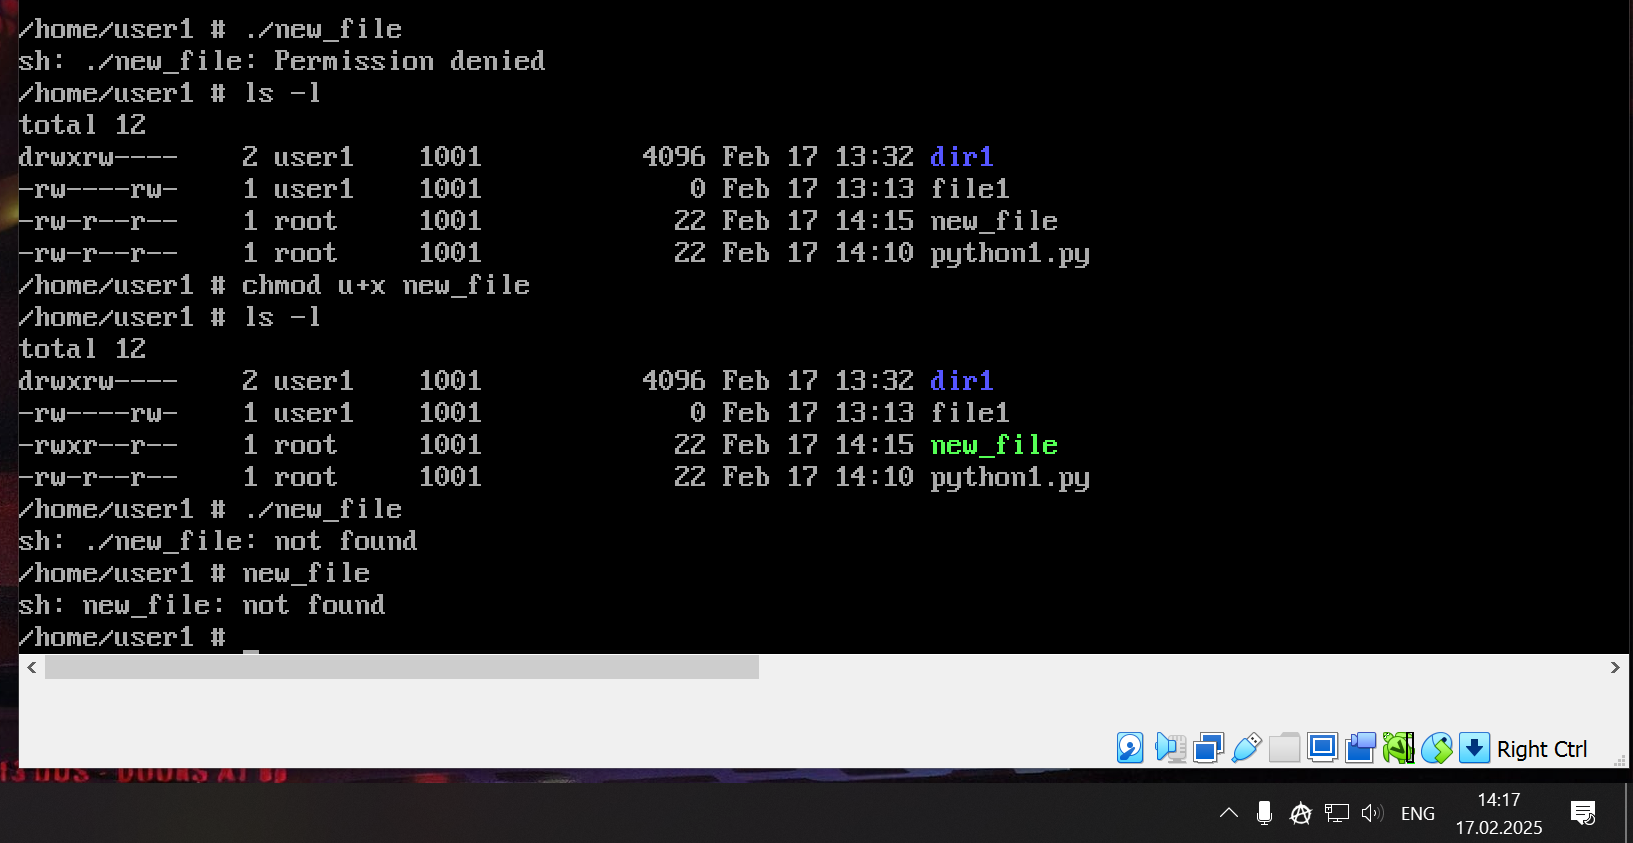 /home/user1 # ./new_file
sh: ./new_file: Permission denied
/home/user1 # ls -l
total 12
drwxrw---- 2 user1 1001 4096 Feb 17 13:32 dir1
-rw----rw- 1 user1 1001 0 Feb 17 13:13 file1
-rw-r--r-- 1 root 1001 22 Feb 17 14:15 new_file
-rw-r--r-- 1 root 1001 22 Feb 17 14:10 python1.py
/home/user1 # chmod u+x new_file
/home/user1 # ls -l
total 12
drwxrw---- 2 user1 1001 4096 Feb 17 13:32 dir1
-rw----rw- 1 user1 1001 0 Feb 17 13:13 file1
-rwxr--r-- 1 root 1001 22 Feb 17 14:15 new_file
-rw-r--r-- 1 root 1001 22 Feb 17 14:10 python1.py
/home/user1 # ./new_file
sh: ./new_file: not found
/home/user1 # new_file
sh: new_file: not found
/home/user1 #
Right Ctrl
ENG
14:17
17.02.2025